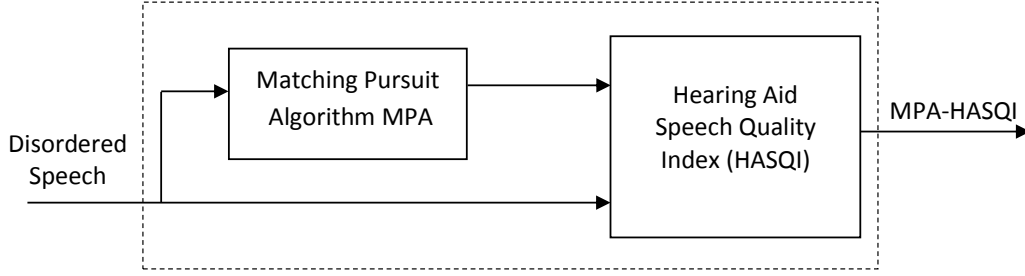 Disordered
Speech
Matching Pursuit
Algorithm MPA
Hearing Aid
Speech Quality
Index (HASQI)
MPA-HASQI